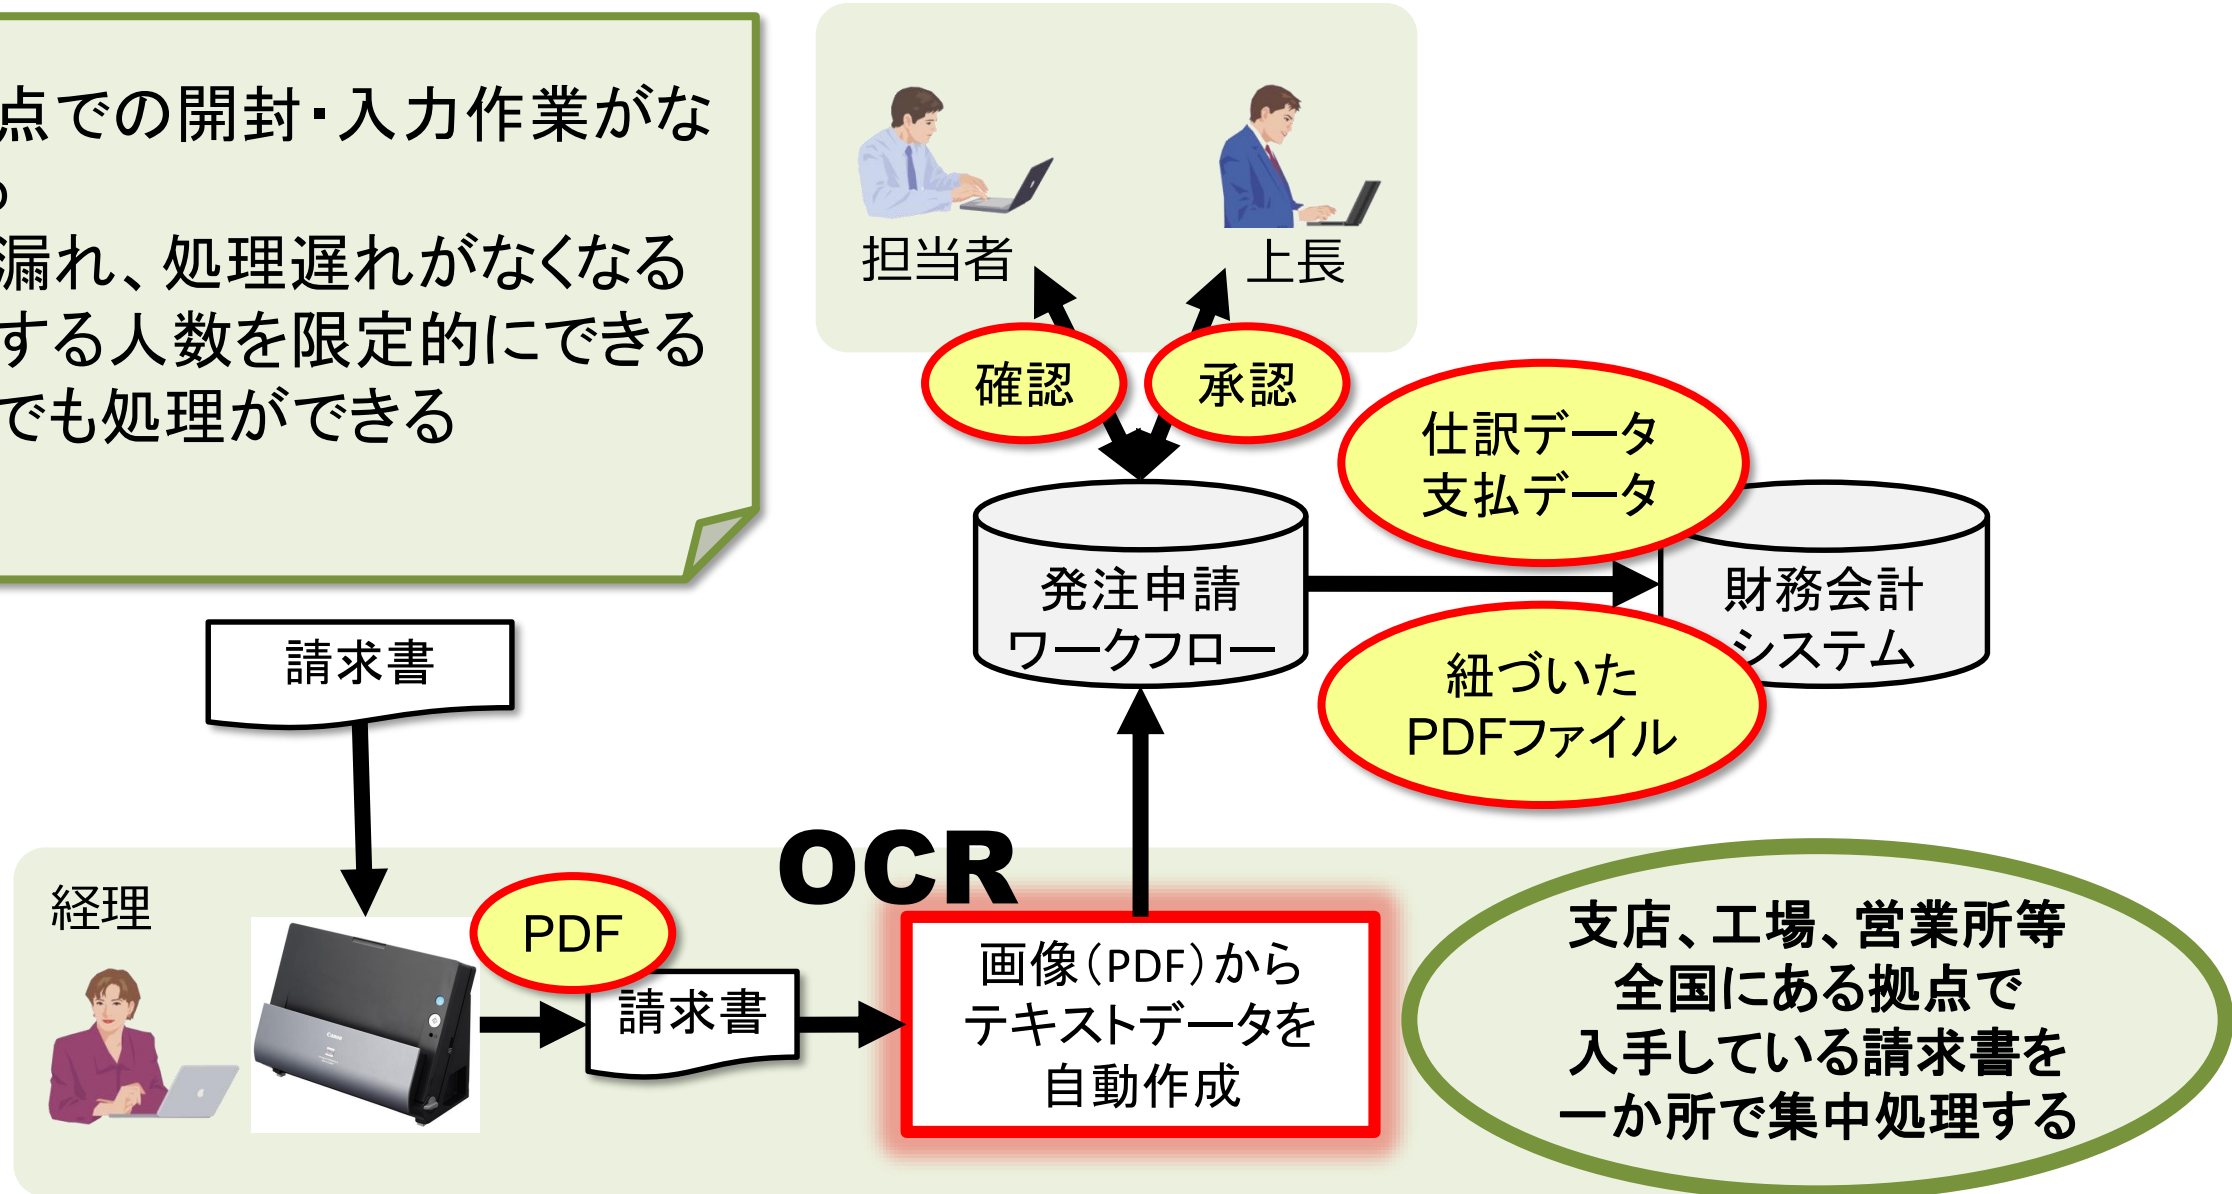 点での開封・入力作業がな
る
漏れ、処理遅れがなくなる
する人数を限定的にできる
でも処理ができる
担当者
上長
確認
承認
仕訳データ
支払データ
発注申請
ワークフロー
財務会計
システム
紐づいた
PDFファイル
請求書
OCR
経理
PDF
請求書
画像（PDF）から
テキストデータを
自動作成
支店、工場、営業所等
全国にある拠点で
入手している請求書を
一か所で集中処理する
Canon